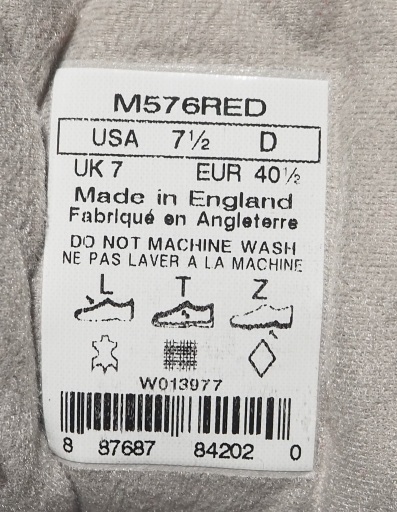 M576RED
USA 7½ D
UK 7 EUR 40½
Made in England
Fabriqué en Angleterre
DO NOT MACHINE WASH
NE PAS LAVER A LA MACHINE
L T Z
W013977
8 87687 84202 0